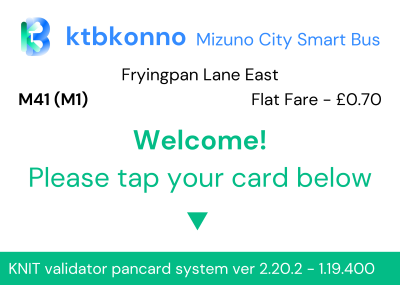 ktbkonno Mizuno City Smart Bus
Fryingpan Lane East
M41 (M1) Flat Fare - £0.70
Welcome!
Please tap your card below
KNIT validator pancard system ver 2.20.2 - 1.19.400